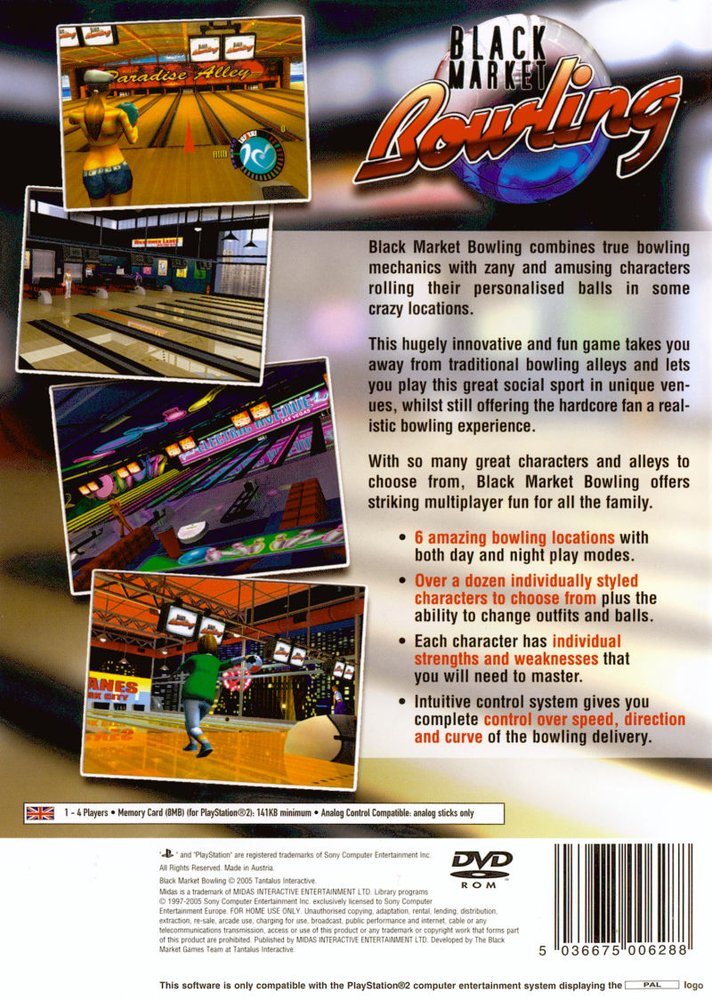 BLACK
MARKET
Bowling
Paradise Alley
ELECTRIC AVENUE
LAS VEGAS
ANES
Black Market Bowling combines true bowling
mechanics with zany and amusing characters
rolling their personalised balls in some
crazy locations.
This hugely innovative and fun game takes you
away from traditional bowling alleys and lets
you play this great social sport in unique ven-
ues, whilst still offering the hardcore fan a real-
istic bowling experience.
With so many great characters and alleys to
choose from, Black Market Bowling offers
striking multiplayer fun for all the family.
• 6 amazing bowling locations with
both day and night play modes.
• Over a dozen individually styled
characters to choose from plus the
ability to change outfits and balls.
• Each character has individual
strengths and weaknesses that
you will need to master.
• Intuitive control system gives you
complete control over speed, direction
and curve of the bowling delivery.
1 - 4 Players • Memory Card (8MB) (for PlayStation®2): 141KB minimum • Analog Control Compatible: analog sticks only
" " and "PlayStation" are registered trademarks of Sony Computer Entertainment Inc.
All Rights Reserved. Made in Austria.
Black Market Bowling © 2005 Tantalus Interactive.
Midas is a trademark of MIDAS INTERACTIVE ENTERTAINMENT LTD. Library programs
© 1997-2005 Sony Computer Entertainment Inc. exclusively licensed to Sony Computer
Entertainment Europe. FOR HOME USE ONLY. Unauthorised copying, adaptation, rental, lending, distribution,
extraction, re-sale, arcade use, charging for use, broadcast, public performance and internet, cable or any
telecommunications transmission, access or use of this product or any trademark or copyright work that forms part
of this product are prohibited. Published by MIDAS INTERACTIVE ENTERTAINMENT LTD. Developed by The Black
Market Games Team at Tantalus Interactive.
DVD
ROM
5 036675 006288
This software is only compatible with the PlayStation®2 computer entertainment system displaying the PAL logo